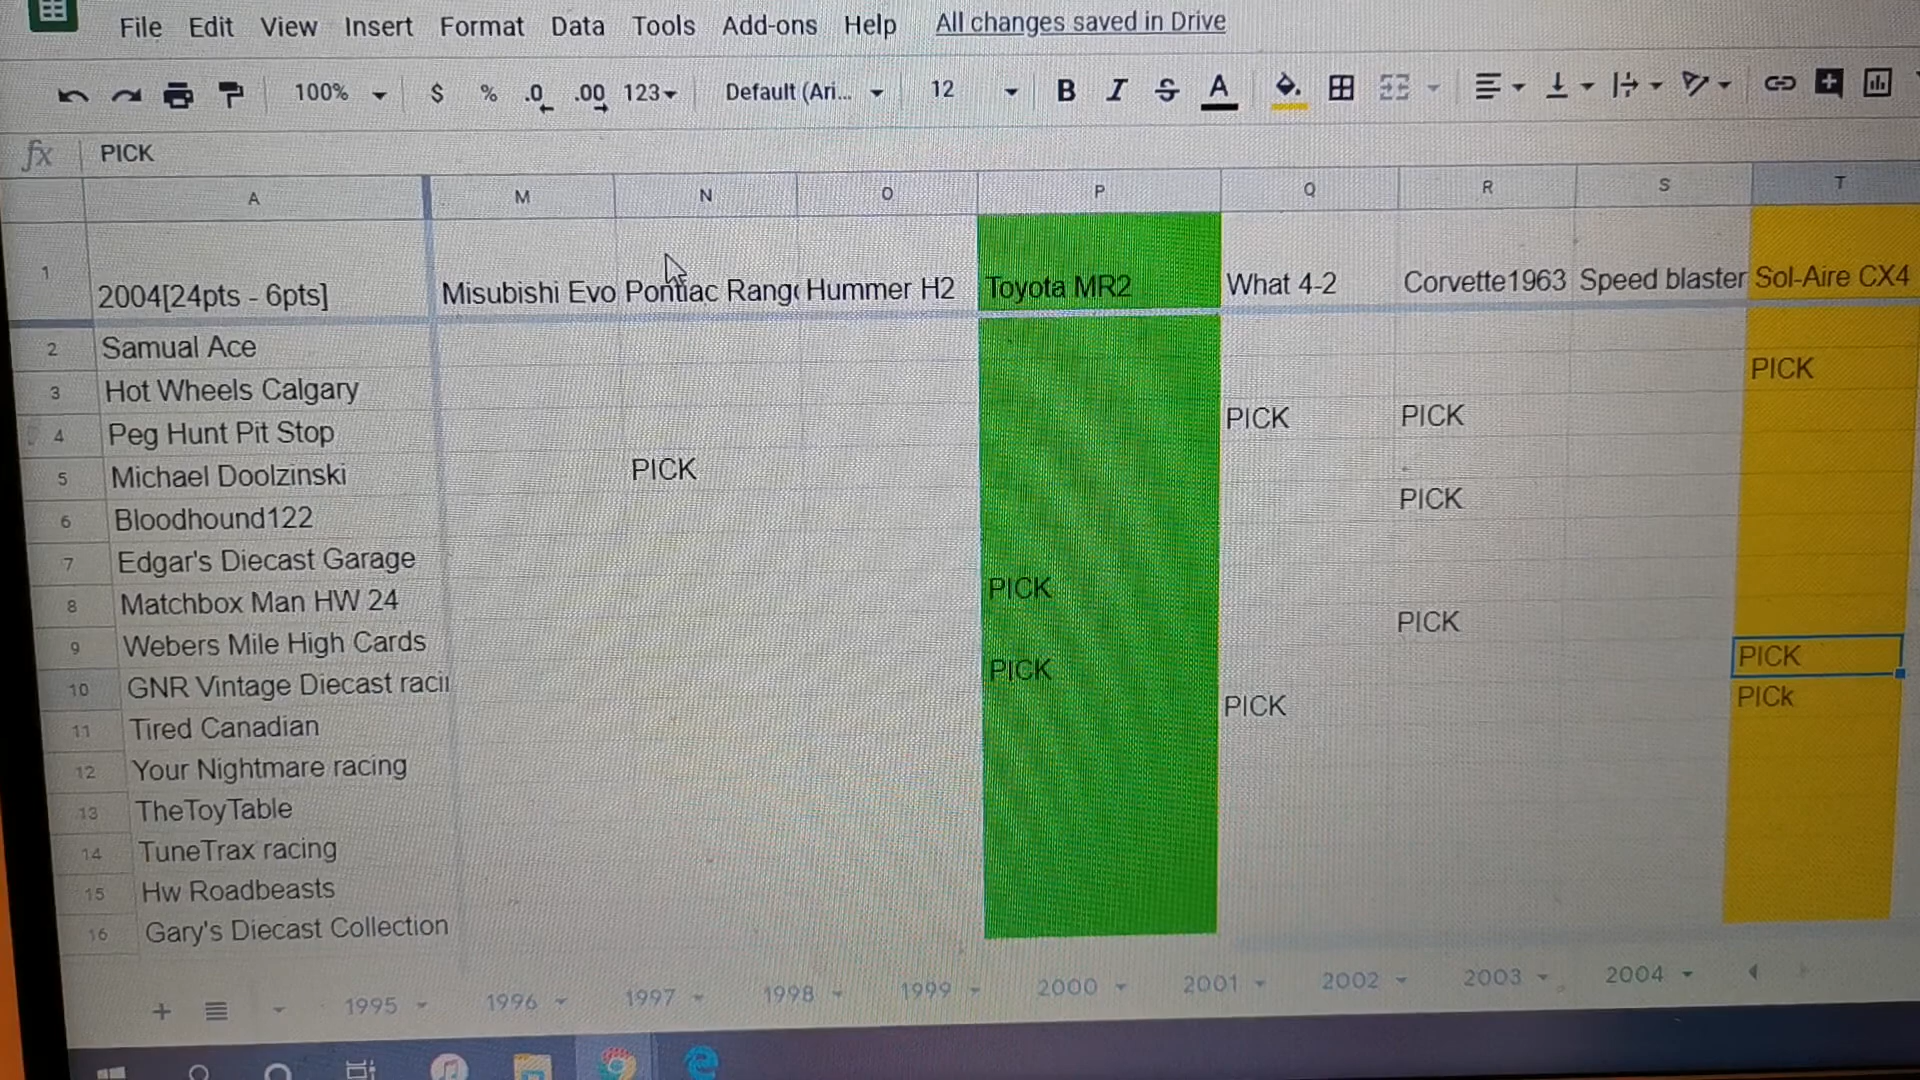 File Edit View Insert Format Data Tools Add-ons Help All changes saved in Drive
100% $ % .0 .00 123 Default (Ari... 12 B I S A
fx PICK
A M N O P Q R S T
1 2004[24pts - 6pts] Misubishi Evo Pontiac Rang Hummer H2 Toyota MR2 What 4-2 Corvette1963 Speed blaster Sol-Aire CX4
2 Samual Ace
PICK
3 Hot Wheels Calgary
PICK PICK
4 Peg Hunt Pit Stop
PICK
5 Michael Doolzinski
PICK
6 Bloodhound122
7 Edgar's Diecast Garage
PICK
8 Matchbox Man HW 24
PICK
9 Webers Mile High Cards
PICK PICK
10 GNR Vintage Diecast racii
PICK PICk
11 Tired Canadian
12 Your Nightmare racing
13 TheToyTable
14 TuneTrax racing
15 Hw Roadbeasts
16 Gary's Diecast Collection
1995 1996 1997 1998 1999 2000 2001 2002 2003 2004